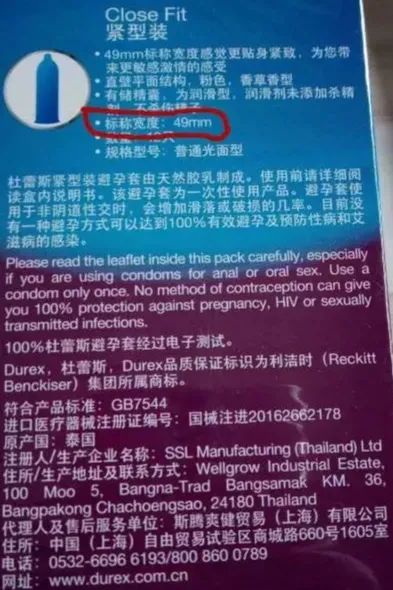 Close Fit
紧型装
• 49mm标称宽度感觉更贴身紧致，为您带
来更敏感激情的感受
• 直壁平面结构，粉色，香草香型
• 有储精囊，为润滑型，润滑剂未添加杀精
剂，不杀伤精子
• 标称宽度：49mm
数量：12只
• 规格型号：普通光面型
杜蕾斯紧型装避孕套由天然胶乳制成。使用前请详细阅
读盒内说明书。该避孕套为一次性使用产品。避孕套使
用于非阴道性交时，会增加滑落或破损的几率。目前没
有一种避孕方式可以达到100%有效避孕及预防性病和艾
滋病的感染。
Please read the leaflet inside this pack carefully, especially
if you are using condoms for anal or oral sex. Use a
condom only once. No method of contraception can give
you 100% protection against pregnancy, HIV or sexually
transmitted infections.
100%杜蕾斯避孕套经过电子测试。
Durex，杜蕾斯，Durex品质保证标识为利洁时（Reckitt
Benckiser）集团所属商标。
符合产品标准：GB7544
进口医疗器械注册证编号：国械注进20162662178
原产国：泰国
注册人/生产企业名称：SSL Manufacturing (Thailand) Ltd
住所/生产地址及联系方式：Wellgrow Industrial Estate,
100 Moo 5, Bangna-Trad Bangsamak KM. 36,
Bangpakong Chachoengsao, 24180 Thailand
代理人及售后服务单位：斯腾爽健贸易（上海）有限公司
住所：中国（上海）自由贸易试验区商城路660号1605室
电话：0532-6696 6193/800 860 0789
网址：www.durex.com.cn